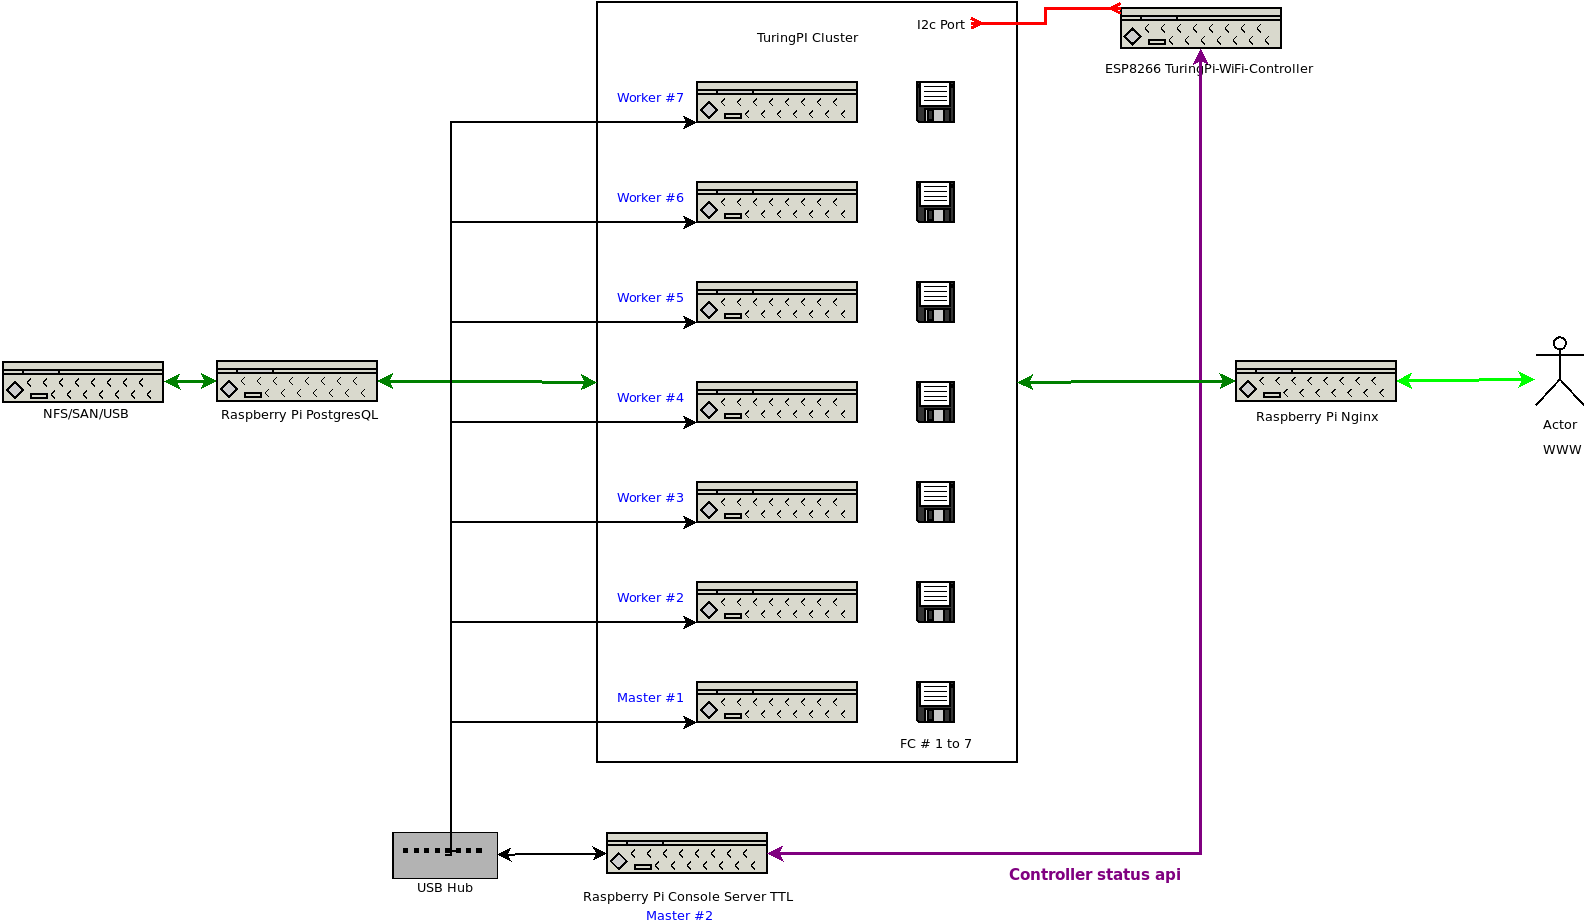 I2c Port
TuringPI Cluster
ESP8266 TuringPi-WiFi-Controller
Worker #7
Worker #6
Worker #5
Worker #4
NFS/SAN/USB
Raspberry Pi PostgresQL
Raspberry Pi Nginx
Actor
WWW
Worker #3
Worker #2
Master #1
FC # 1 to 7
USB Hub
Raspberry Pi Console Server TTL
Master #2
Controller status api